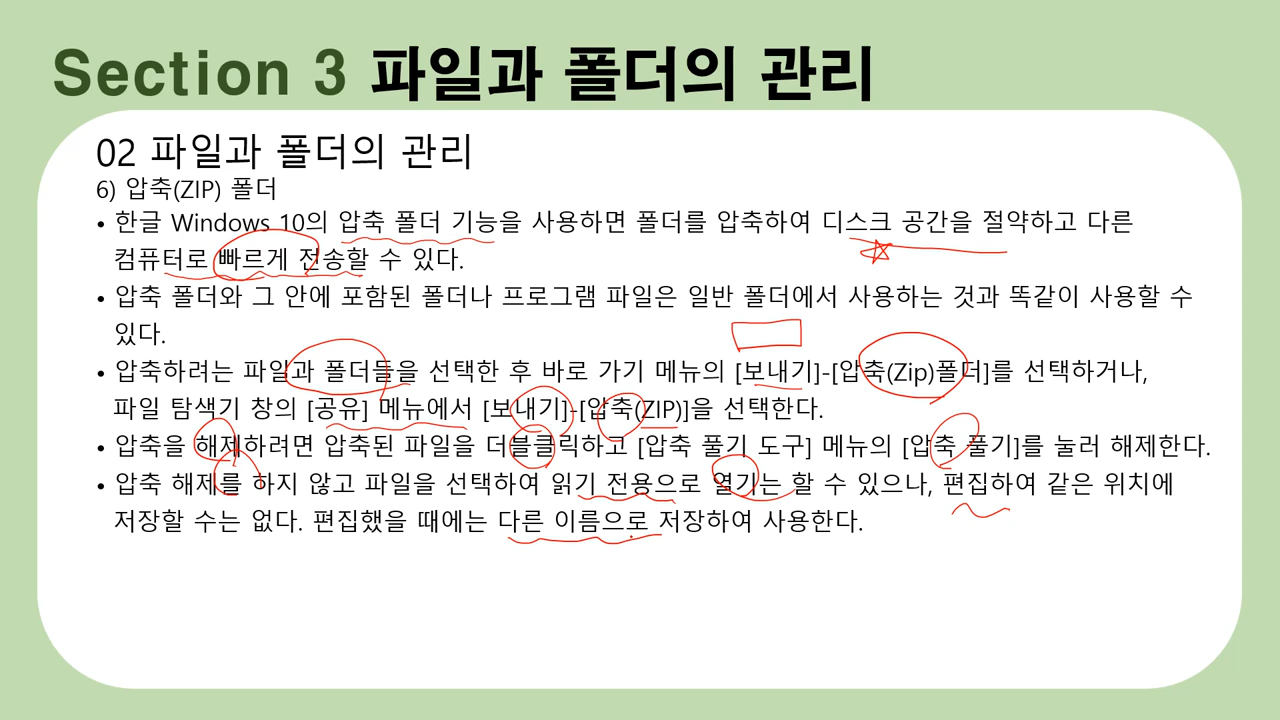 Section 3 파일과 폴더의 관리
02 파일과 폴더의 관리
6) 압축(ZIP) 폴더
• 한글 Windows 10의 압축 폴더 기능을 사용하면 폴더를 압축하여 디스크 공간을 절약하고 다른
컴퓨터로 빠르게 전송할 수 있다.
• 압축 폴더와 그 안에 포함된 폴더나 프로그램 파일은 일반 폴더에서 사용하는 것과 똑같이 사용할 수
있다.
• 압축하려는 파일과 폴더들을 선택한 후 바로 가기 메뉴의 [보내기]-[압축(Zip)폴더]를 선택하거나,
파일 탐색기 창의 [공유] 메뉴에서 [보내기]-[압축(ZIP)]을 선택한다.
• 압축을 해제하려면 압축된 파일을 더블클릭하고 [압축 풀기 도구] 메뉴의 [압축 풀기]를 눌러 해제한다.
• 압축 해제를 하지 않고 파일을 선택하여 읽기 전용으로 열기는 할 수 있으나, 편집하여 같은 위치에
저장할 수는 없다. 편집했을 때에는 다른 이름으로 저장하여 사용한다.